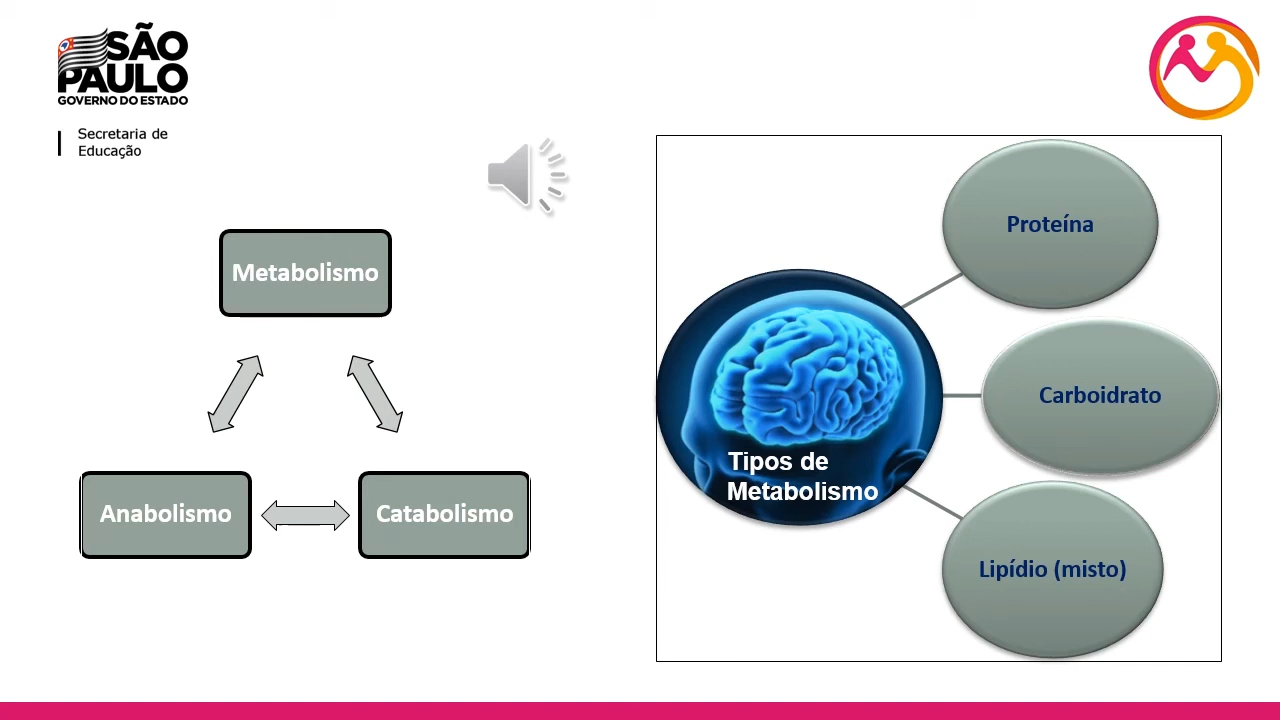 SÃO
PAULO
GOVERNO DO ESTADO
Secretaria de
Educação
Metabolismo
Anabolismo
Catabolismo
Tipos de
Metabolismo
Proteína
Carboidrato
Lipídio (misto)